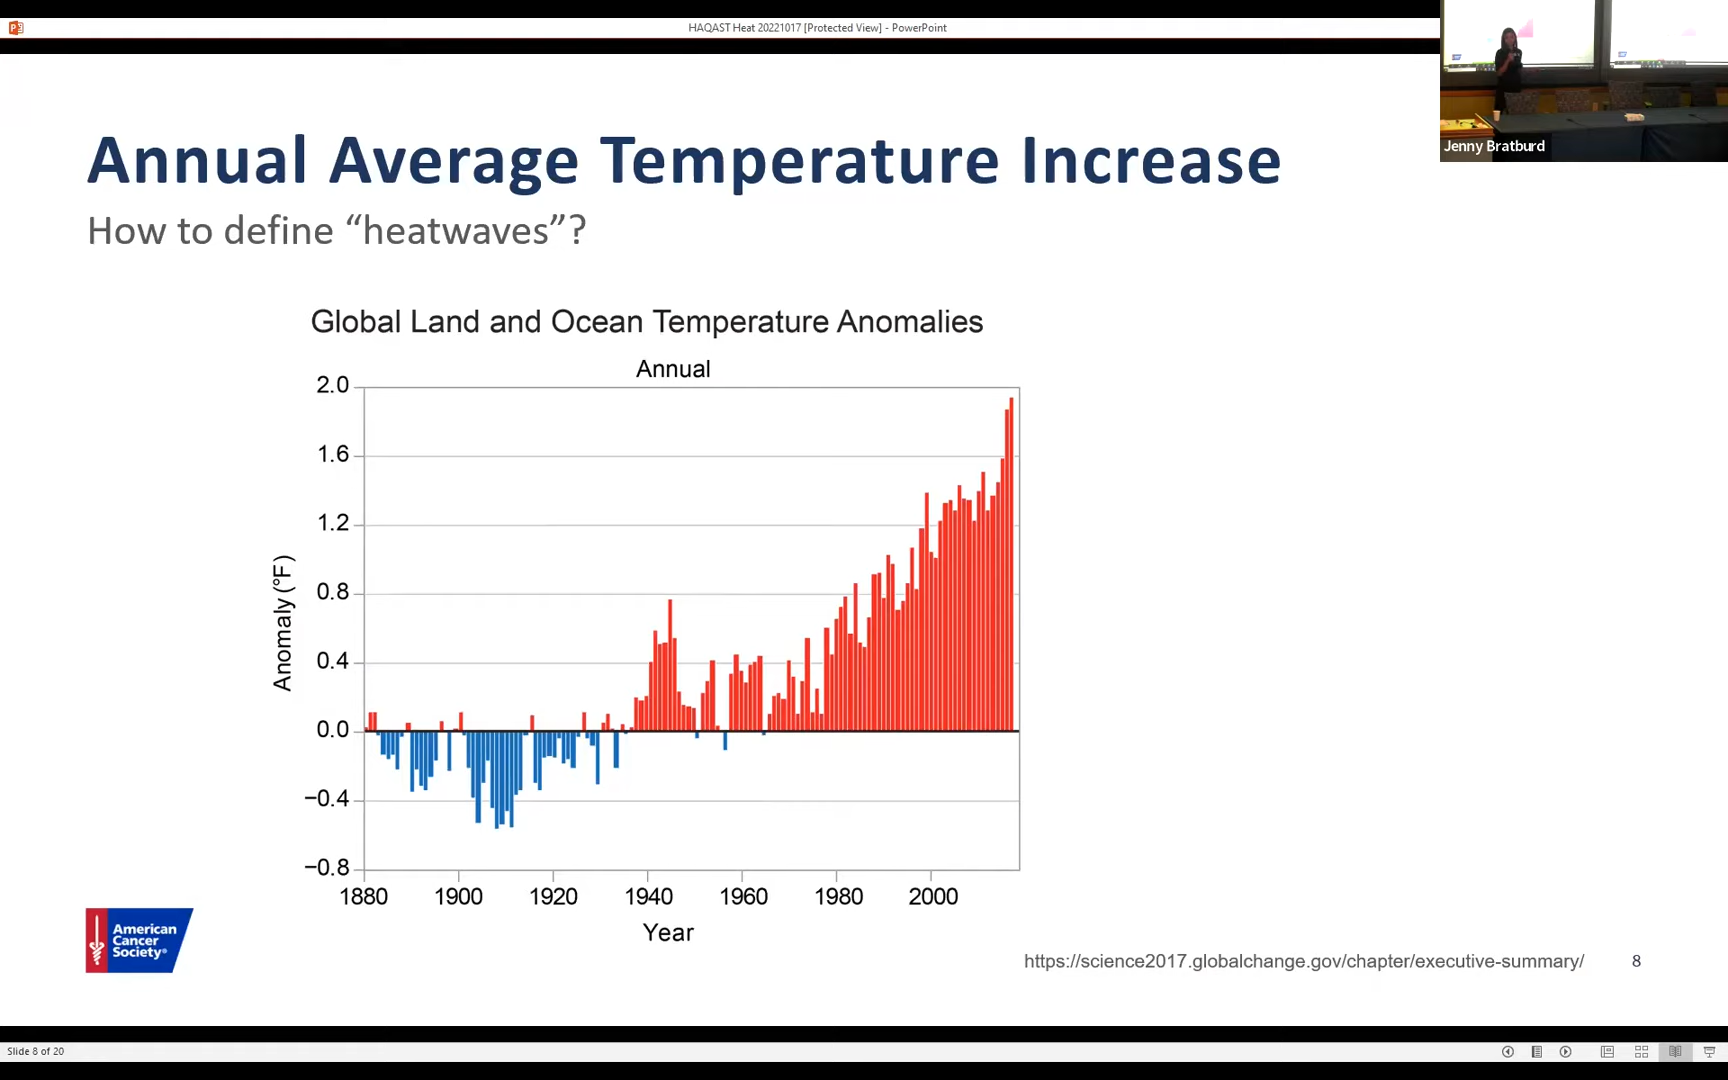 HAQAST Heat 20221017 [Protected View] - PowerPoint
Jenny Bratburd
Annual Average Temperature Increase
How to define “heatwaves”?
Global Land and Ocean Temperature Anomalies
Annual
2.0
1.6
1.2
0.8
0.4
0.0
−0.4
−0.8
Anomaly (°F)
1880 1900 1920 1940 1960 1980 2000
Year
American
Cancer
Society®
https://science2017.globalchange.gov/chapter/executive-summary/
8
Slide 8 of 20